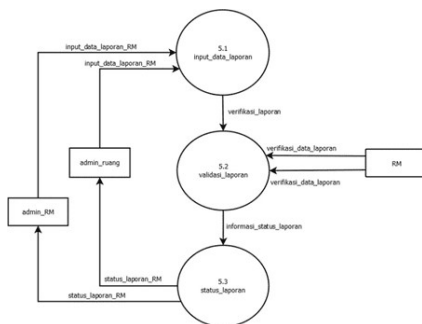 input_data_laporan_RM
5.1
input_data_laporan
input_data_laporan_RM
verifikasi_laporan
admin_ruang
5.2
validasi_laporan
verifikasi_data_laporan
RM
verifikasi_data_laporan
admin_RM
informasi_status_laporan
5.3
status_laporan
status_laporan_RM
status_laporan_RM